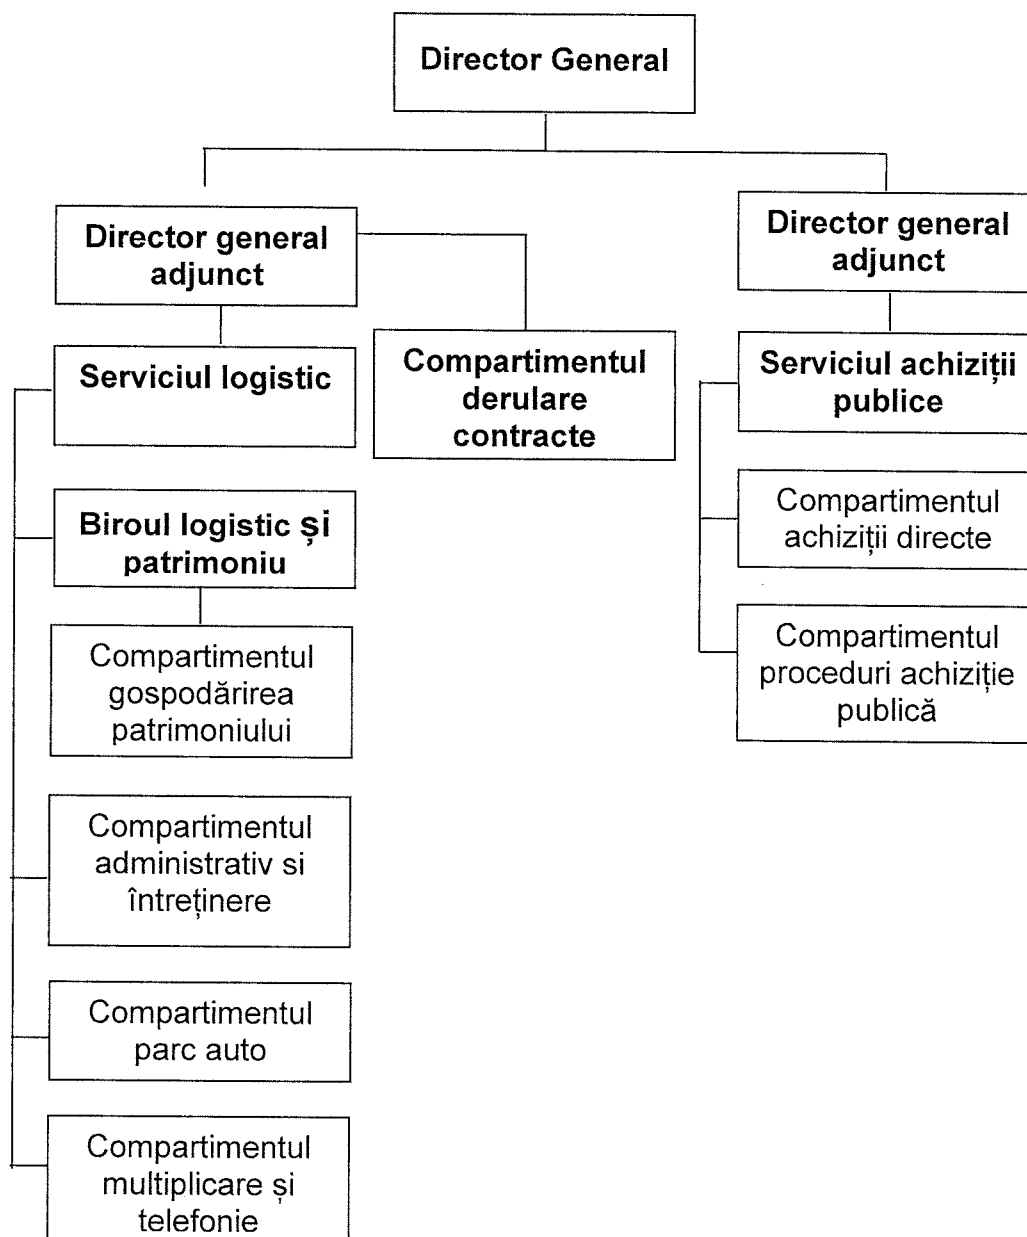 Director General
Director general
adjunct
Director general
adjunct
Serviciul logistic
Compartimentul
derulare
contracte
Serviciul achiziții
publice
Biroul logistic și
patrimoniu
Compartimentul
achiziții directe
Compartimentul
gospodărirea
patrimoniului
Compartimentul
proceduri achiziție
publică
Compartimentul
administrativ si
întreținere
Compartimentul
parc auto
Compartimentul
multiplicare și
telefonie